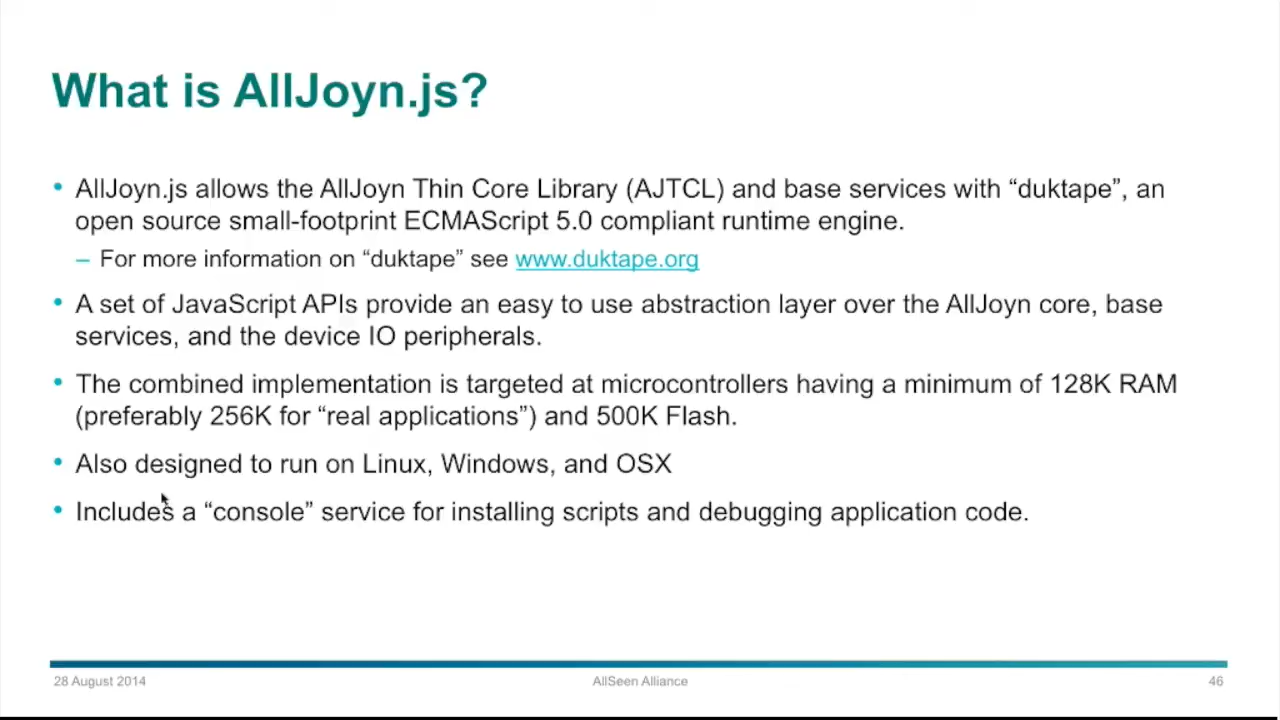 What is AllJoyn.js?
• AllJoyn.js allows the AllJoyn Thin Core Library (AJTCL) and base services with “duktape”, an
open source small-footprint ECMAScript 5.0 compliant runtime engine.
– For more information on “duktape” see www.duktape.org
• A set of JavaScript APIs provide an easy to use abstraction layer over the AllJoyn core, base
services, and the device IO peripherals.
• The combined implementation is targeted at microcontrollers having a minimum of 128K RAM
(preferably 256K for “real applications”) and 500K Flash.
• Also designed to run on Linux, Windows, and OSX
• Includes a “console” service for installing scripts and debugging application code.
28 August 2014
AllSeen Alliance
46